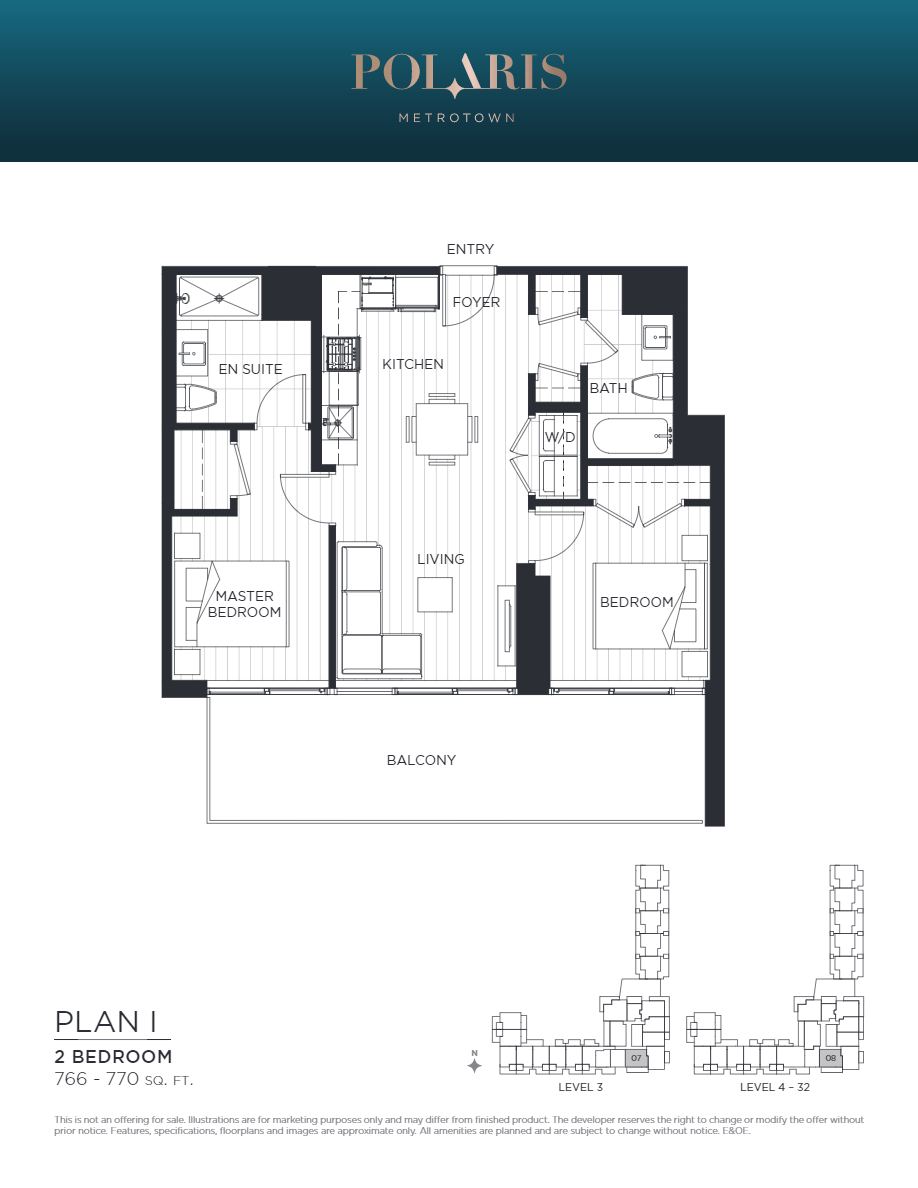 POLARIS
METROTOWN
ENTRY
FOYER
KITCHEN
EN SUITE
BATH
W/D
LIVING
MASTER
BEDROOM
BEDROOM
BALCONY
PLAN I
2 BEDROOM
766 - 770 SQ. FT.
N
07
LEVEL 3
08
LEVEL 4 – 32
This is not an offering for sale. Illustrations are for marketing purposes only and may differ from finished product. The developer reserves the right to change or modify the offer without
prior notice. Features, specifications, floorplans and images are approximate only. All amenities are planned and are subject to change without notice. E&OE.